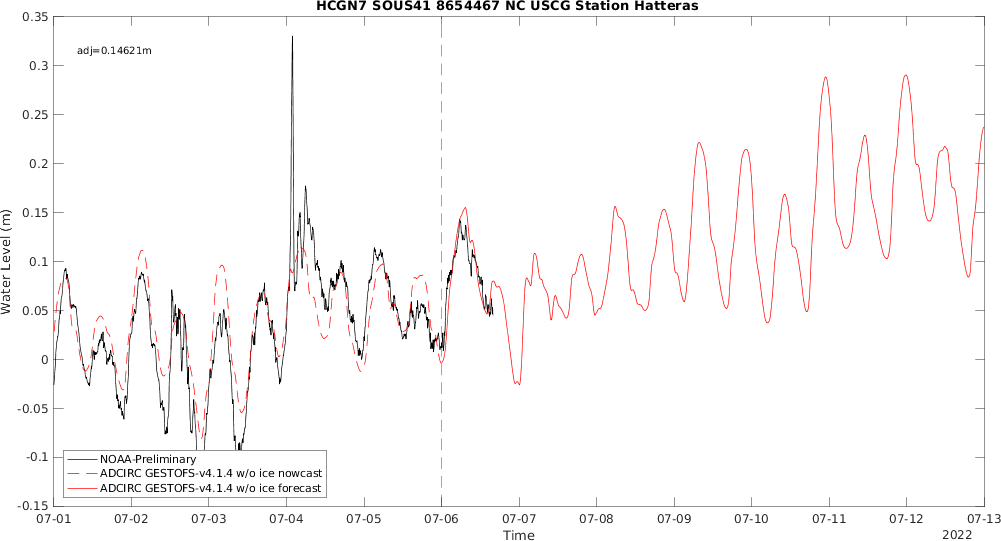 HCGN7 SOUS41 8654467 NC USCG Station Hatteras
adj=0.14621m
0.35
0.3
0.25
0.2
0.15
0.1
0.05
0
-0.05
-0.1
-0.15
Water Level (m)
NOAA-Preliminary
ADCIRC GESTOFS-v4.1.4 w/o ice nowcast
ADCIRC GESTOFS-v4.1.4 w/o ice forecast
07-01 07-02 07-03 07-04 07-05 07-06 07-07 07-08 07-09 07-10 07-11 07-12 07-13
Time
2022